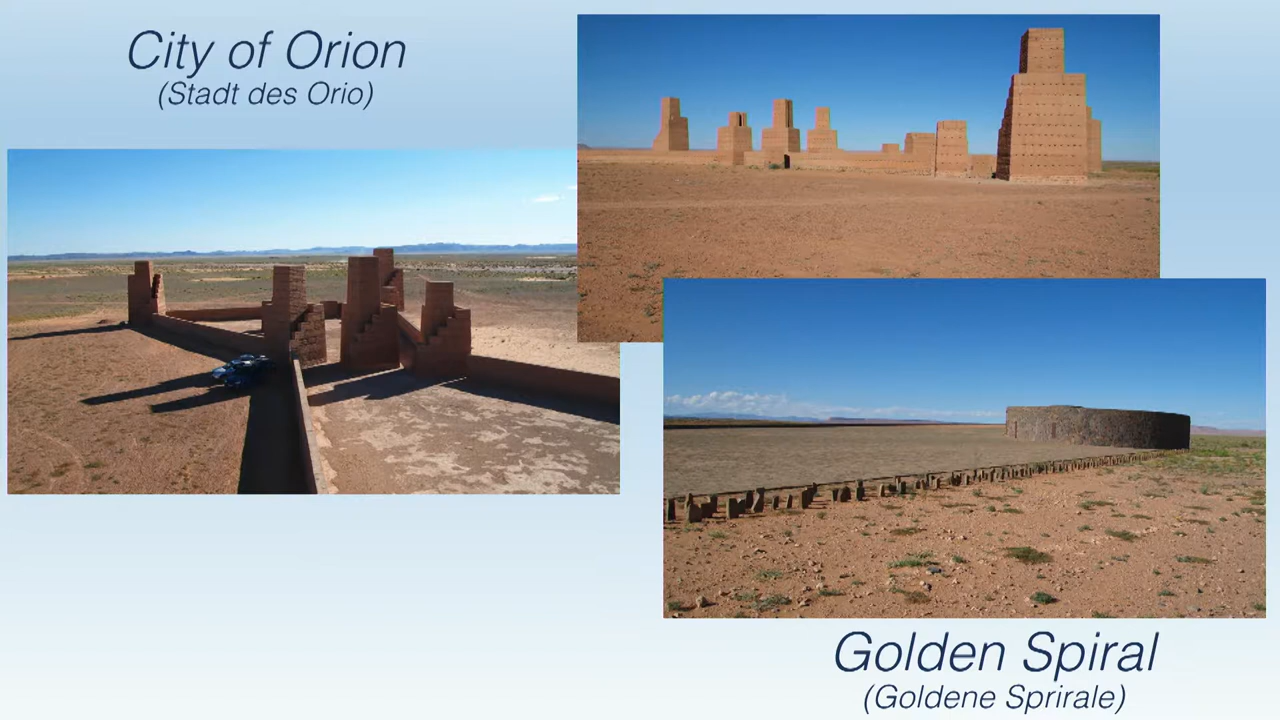 City of Orion
(Stadt des Orio)
Golden Spiral
(Goldene Sprirale)